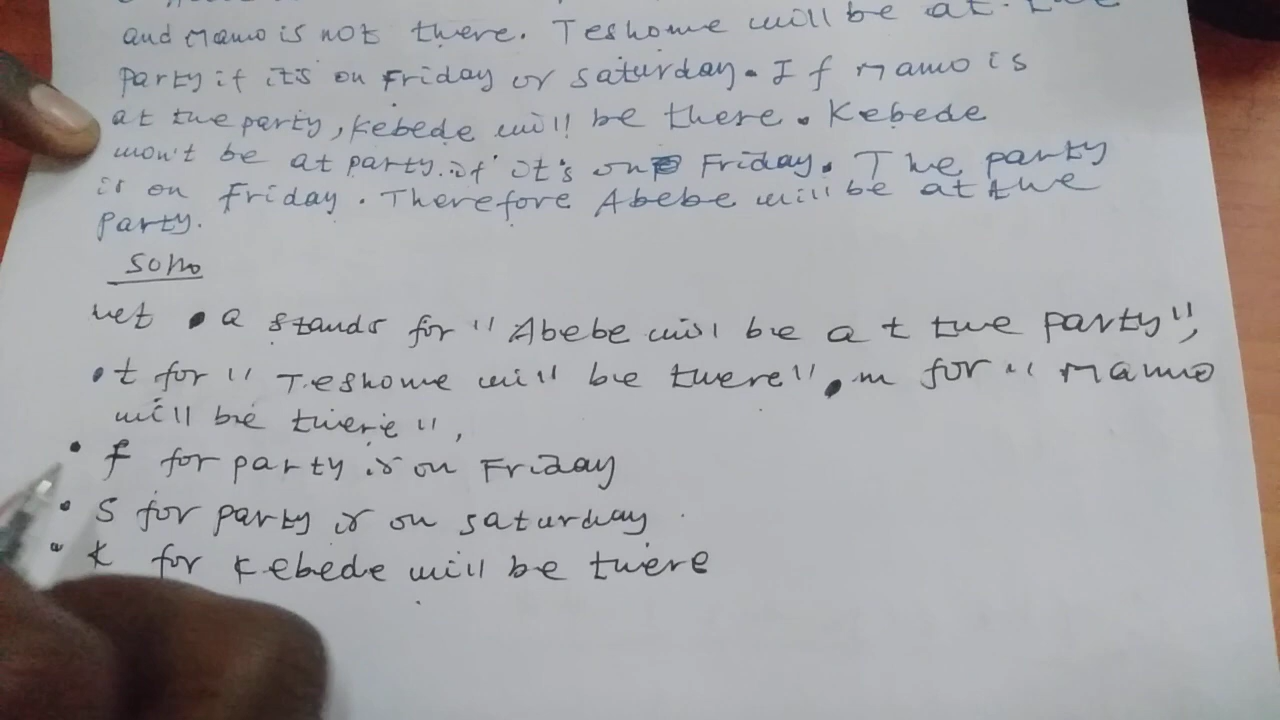 and Mamo is not there. Teshome will be at the
party if it's on Friday or saturday. If Mamo is
at the party, Kebede will be there. Kebede
won't be at party if it's on Friday. The party
is on Friday. Therefore Abebe will be at the
Party.
Soln
Let • a stands for "Abebe will be at the party",
• t for "Teshome will be there", • m for "Mamo
will be there",
• f for party is on Friday
• S for party is on saturday
• k for Kebede will be there